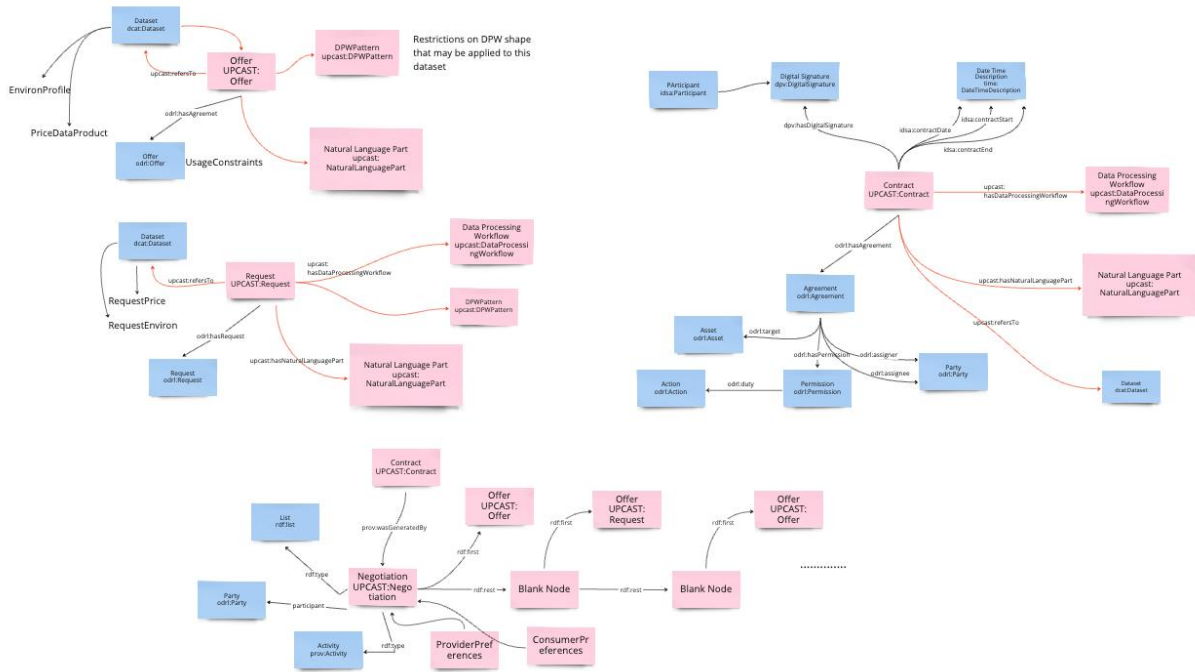 Dataset
dcat:Dataset
upcast:refersTo
Offer
UPCAST:
Offer
DPWPattern
upcast:DPWPattern
Restrictions on DPW shape
that may be applied to this
dataset
EnvironProfile
PriceDataProduct
odrl:hasAgreemet
Offer
odrl:Offer
UsageConstraints
Natural Language Part
upcast:
NaturalLanguagePart
Dataset
dcat:Dataset
upcast:refersTo
Request
UPCAST:Request
upcast:
hasDataProcessingWorkflow
Data Processing
Workflow
upcast:DataProcessi
ngWorkflow
DPWPattern
upcast:DPWPattern
RequestPrice
RequestEnviron
odrl:hasRequest
Request
odrl:Request
upcast:hasNaturalLanguagePart
Natural Language Part
upcast:
NaturalLanguagePart
PArticipant
idsa:Participant
Digital Signature
dpv:DigitalSignature
Date Time
Description
time:
DateTimeDescription
dpv:hasDigitalSignature
idsa:contractDate
idsa:contractStart
idsa:contractEnd
Contract
UPCAST:Contract
upcast:
hasDataProcessingWorkflow
Data Processing
Workflow
upcast:DataProcessi
ngWorkflow
odrl:hasAgreement
upcast:hasNaturalLanguagePart
Natural Language Part
upcast:
NaturalLanguagePart
Agreement
odrl:Agreement
upcast:refersTo
Asset
odrl:Asset
odrl:target
odrl:hasPermission
odrl:assigner
odrl:assignee
Party
odrl:Party
Action
odrl:Action
odrl:duty
Permission
odrl:Permission
Dataset
dcat:Dataset
Contract
UPCAST:Contract
prov:wasGeneratedBy
List
rdf:list
rdf:type
Offer
UPCAST:
Offer
rdf:first
Offer
UPCAST:
Request
rdf:first
Offer
UPCAST:
Offer
rdf:first
Negotiation
UPCAST:Nego
tiation
rdf:rest
Blank Node
rdf:rest
Blank Node
..............
Party
odrl:Party
participant
Activity
prov:Activity
rdf:type
ProviderPref
erences
ConsumerPr
eferences